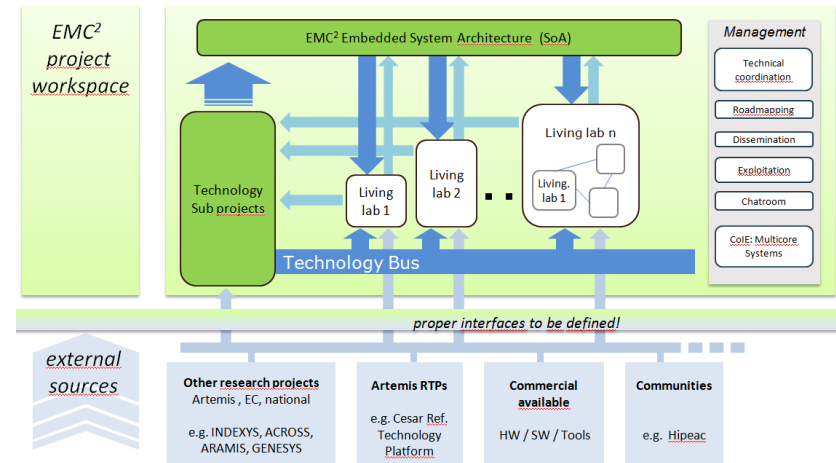 EMC²
project
workspace
EMC² Embedded System Architecture (SoA)
Technology
Sub projects
Living
lab 1
Living
lab 2
Living lab n
Living.
lab 1
Technology Bus
Management
Technical
coordination
Roadmapping
Dissemination
Exploitation
Chatroom
CoIE: Multicore
Systems
proper interfaces to be defined!
external
sources
Other research projects
Artemis , EC, national
e.g. INDEXYS, ACROSS,
ARAMIS, GENESYS
Artemis RTPs
e.g. Cesar Ref.
Technology
Platform
Commercial
available
HW / SW / Tools
Communities
e.g. Hipeac